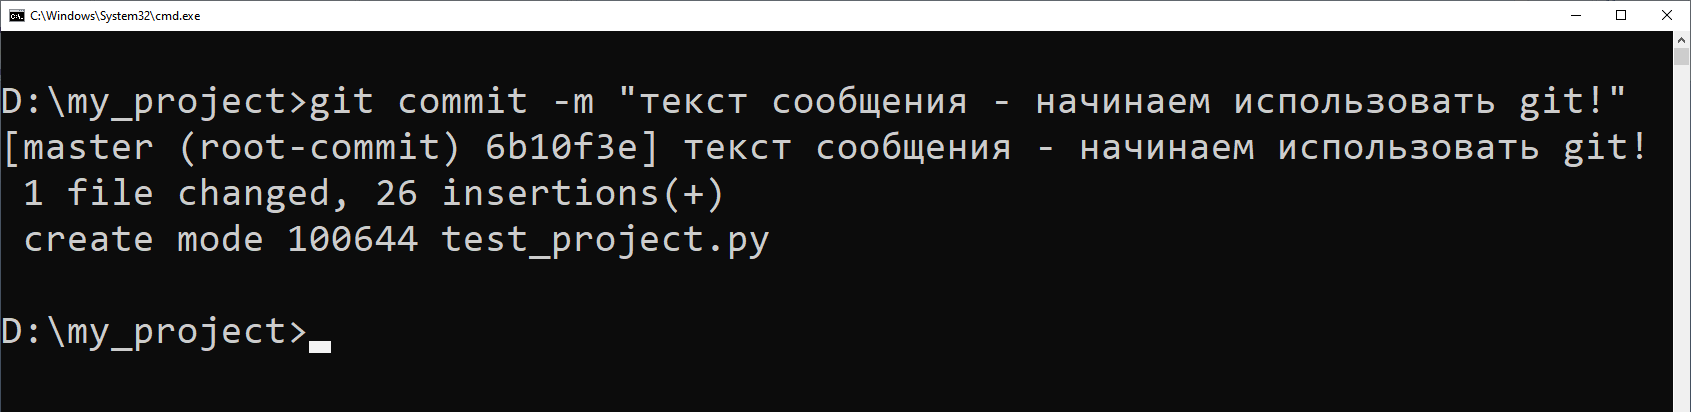 C:\Windows\System32\cmd.exe
D:\my_project>git commit -m "текст сообщения - начинаем использовать git!"
[master (root-commit) 6b10f3e] текст сообщения - начинаем использовать git!
 1 file changed, 26 insertions(+)
 create mode 100644 test_project.py
D:\my_project>